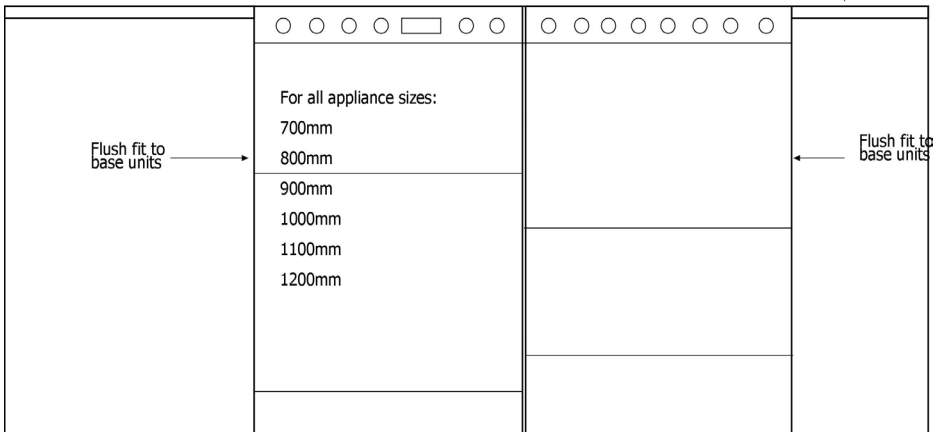 For all appliance sizes:
700mm
800mm
900mm
1000mm
1100mm
1200mm
Flush fit to
base units
Flush fit to
base units